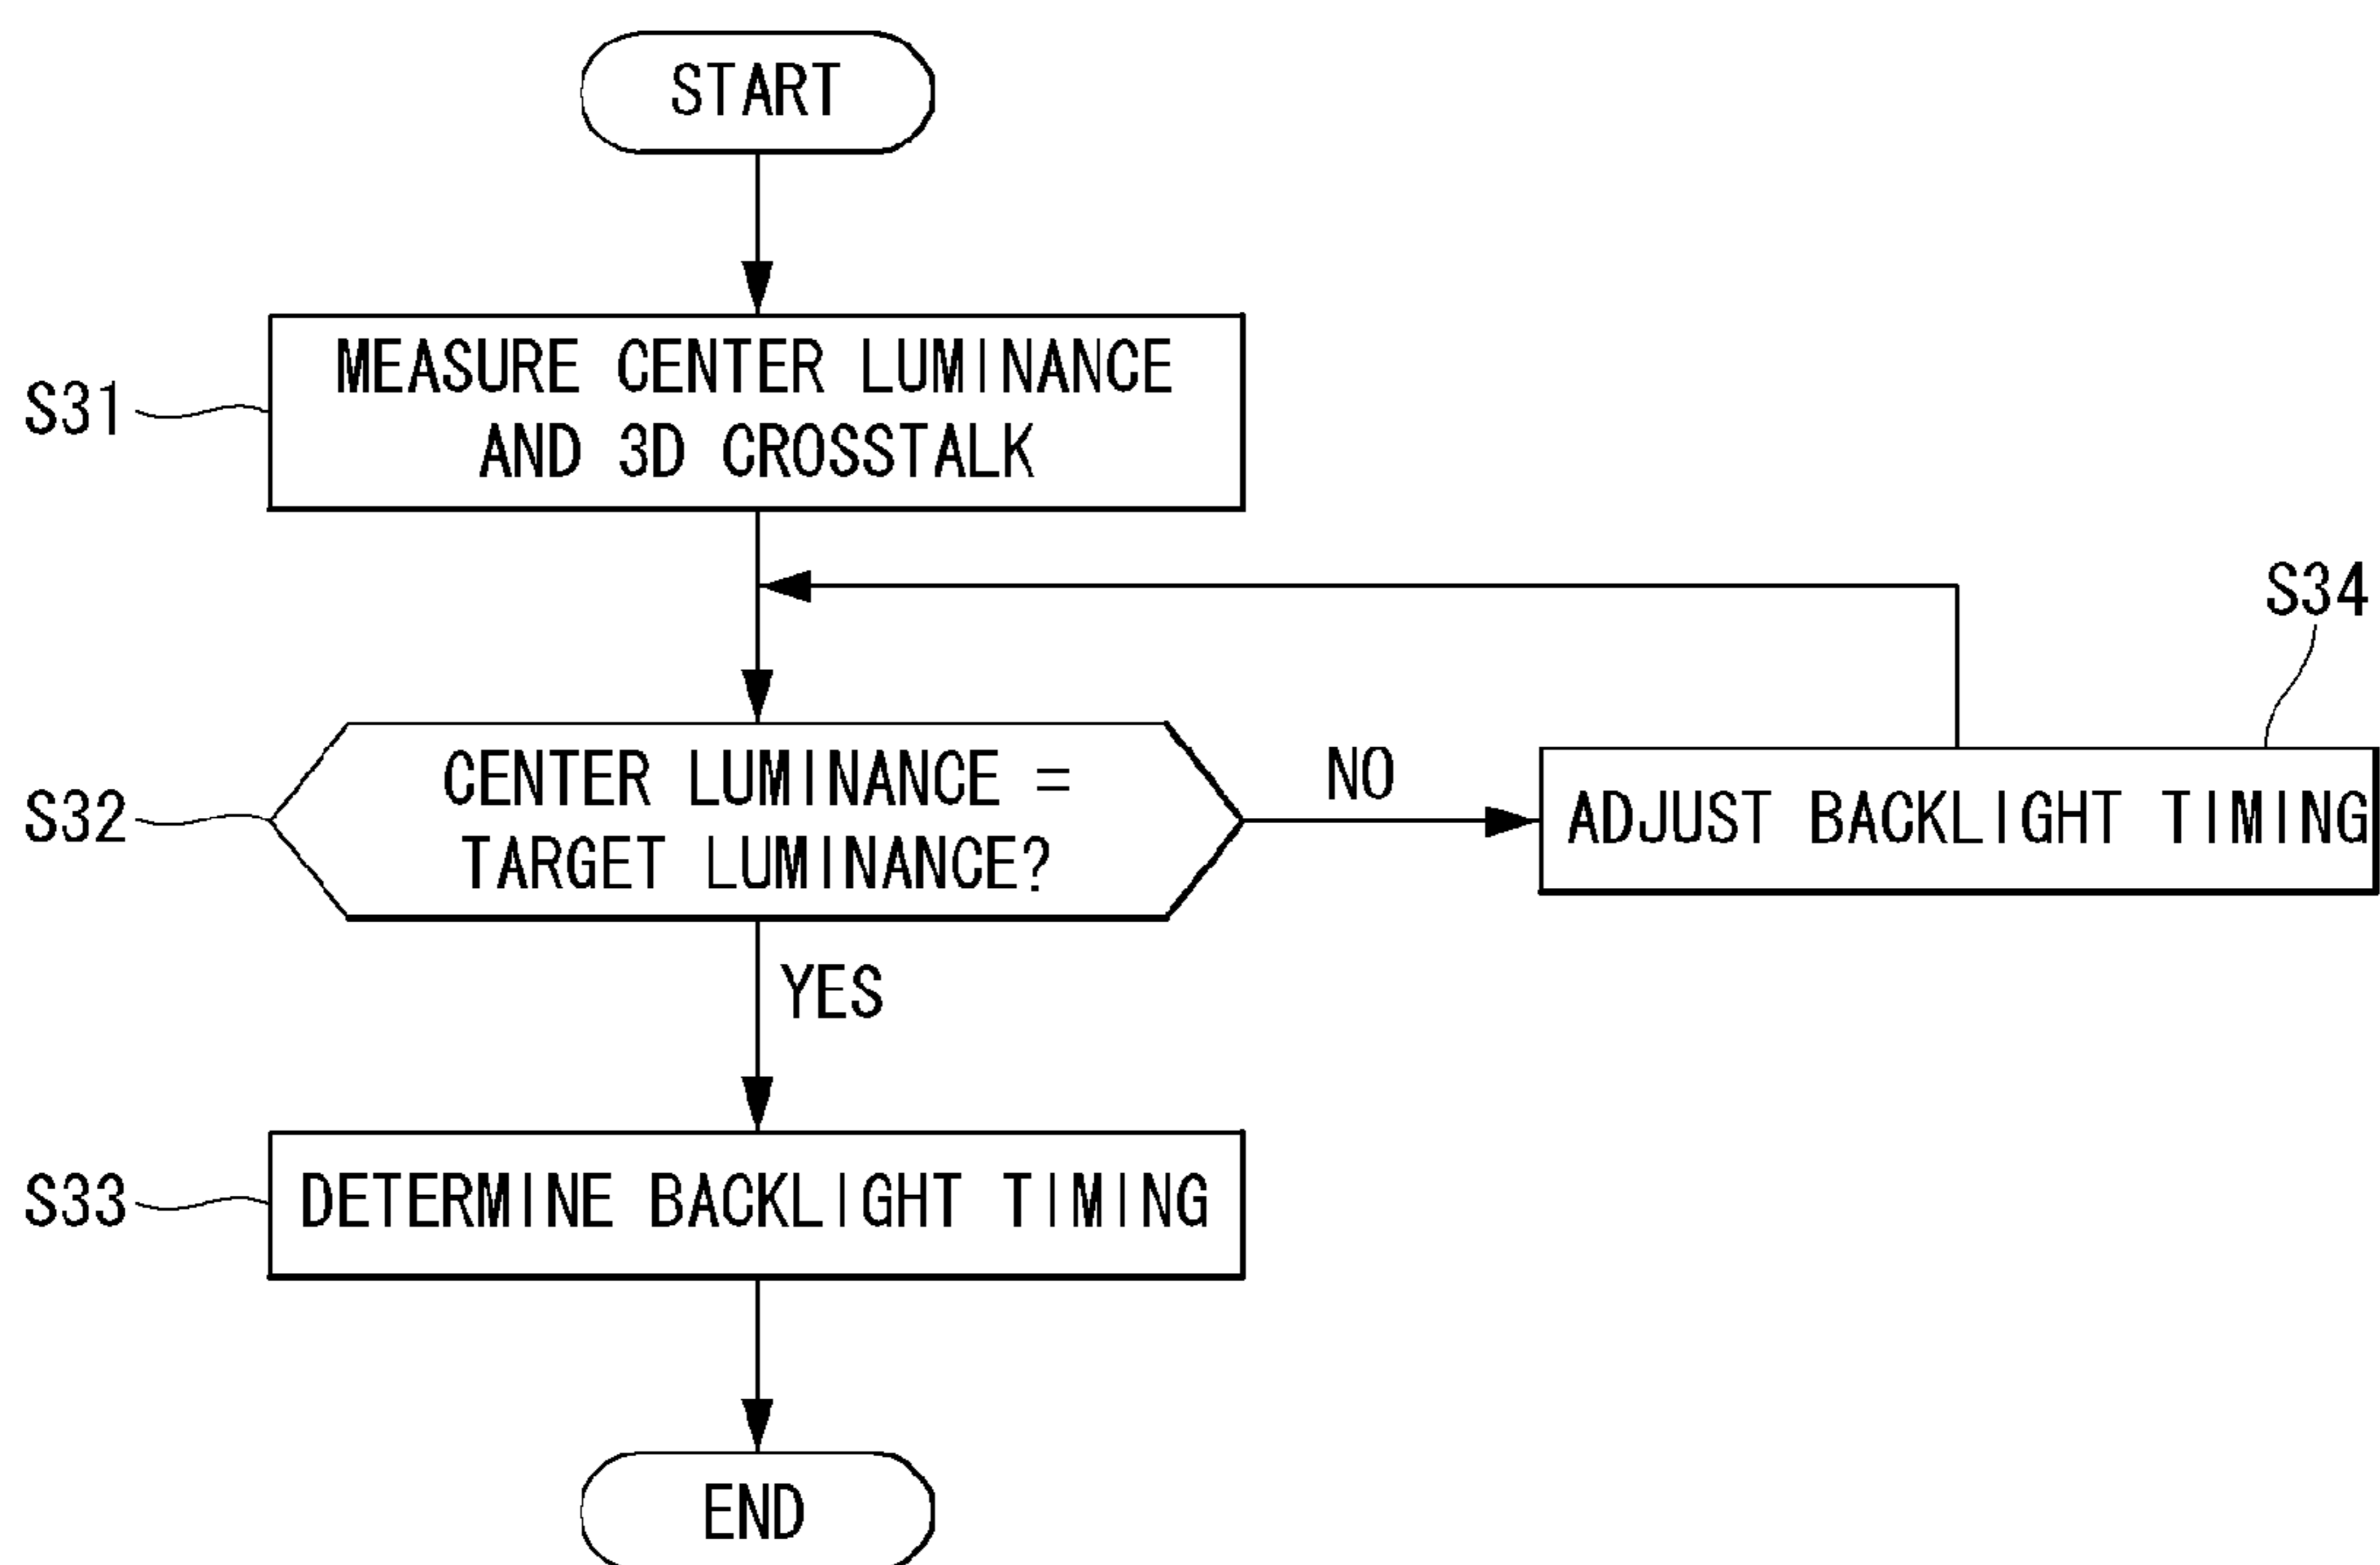 START
S31
MEASURE CENTER LUMINANCE
AND 3D CROSSTALK
S34
S32
CENTER LUMINANCE =
TARGET LUMINANCE?
NO
ADJUST BACKLIGHT TIMING
YES
S33
DETERMINE BACKLIGHT TIMING
END